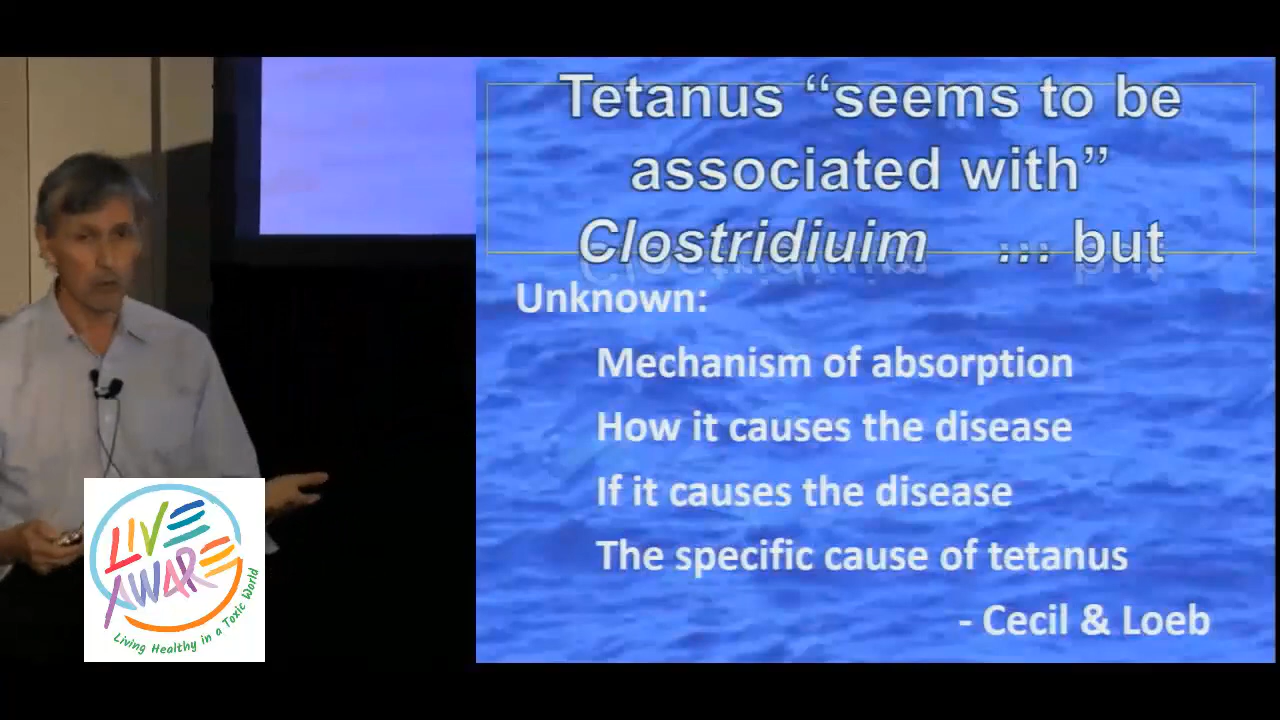 Tetanus “seems to be
associated with”
Clostridiuim ... but
Unknown:
Mechanism of absorption
How it causes the disease
If it causes the disease
The specific cause of tetanus
- Cecil & Loeb
LIVE
AWARE
Living Healthy in a Toxic World